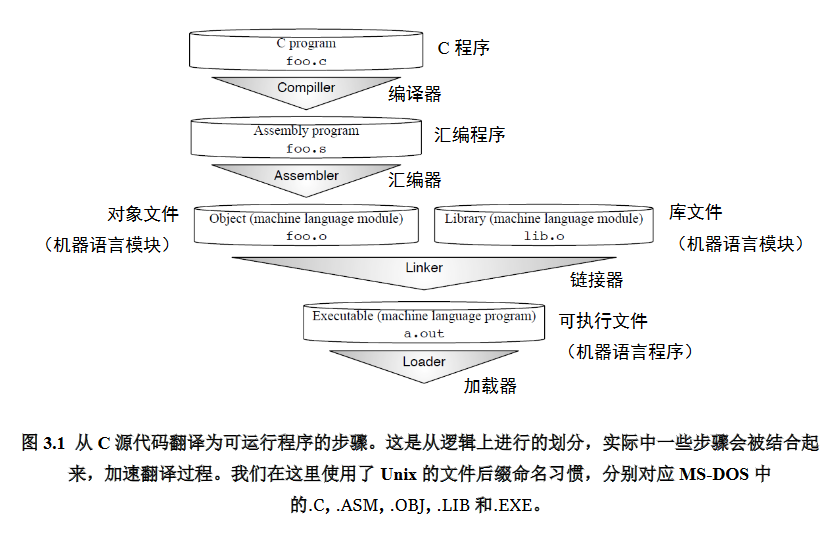 C program
foo.c
C 程序
Compiller
编译器
Assembly program
foo.s
汇编程序
Assembler
汇编器
对象文件
（机器语言模块）
Object (machine language module)
foo.o
Library (machine language module)
lib.o
库文件
（机器语言模块）
Linker
链接器
Executable (machine language program)
a.out
可执行文件
（机器语言程序）
Loader
加载器
图 3.1 从 C 源代码翻译为可运行程序的步骤。这是从逻辑上进行的划分，实际中一些步骤会被结合起
来，加速翻译过程。我们在这里使用了 Unix 的文件后缀命名习惯，分别对应 MS-DOS 中
的.C, .ASM, .OBJ, .LIB 和.EXE。